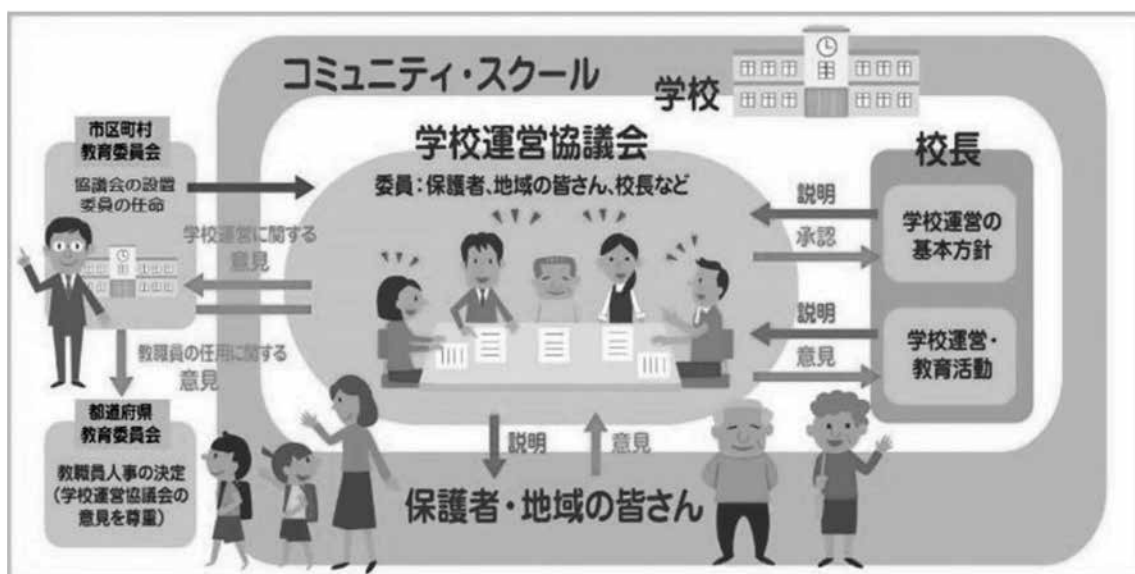 コミュニティ・スクール
学校
市区町村
教育委員会
協議会の設置
委員の任命
学校運営協議会
委員：保護者、地域の皆さん、校長など
校長
説明
承認
学校運営の
基本方針
学校運営に関する
意見
説明
意見
学校運営・
教育活動
教職員の任用に関する
意見
都道府県
教育委員会
教職員人事の決定
(学校運営協議会の
意見を尊重)
説明
意見
保護者・地域の皆さん